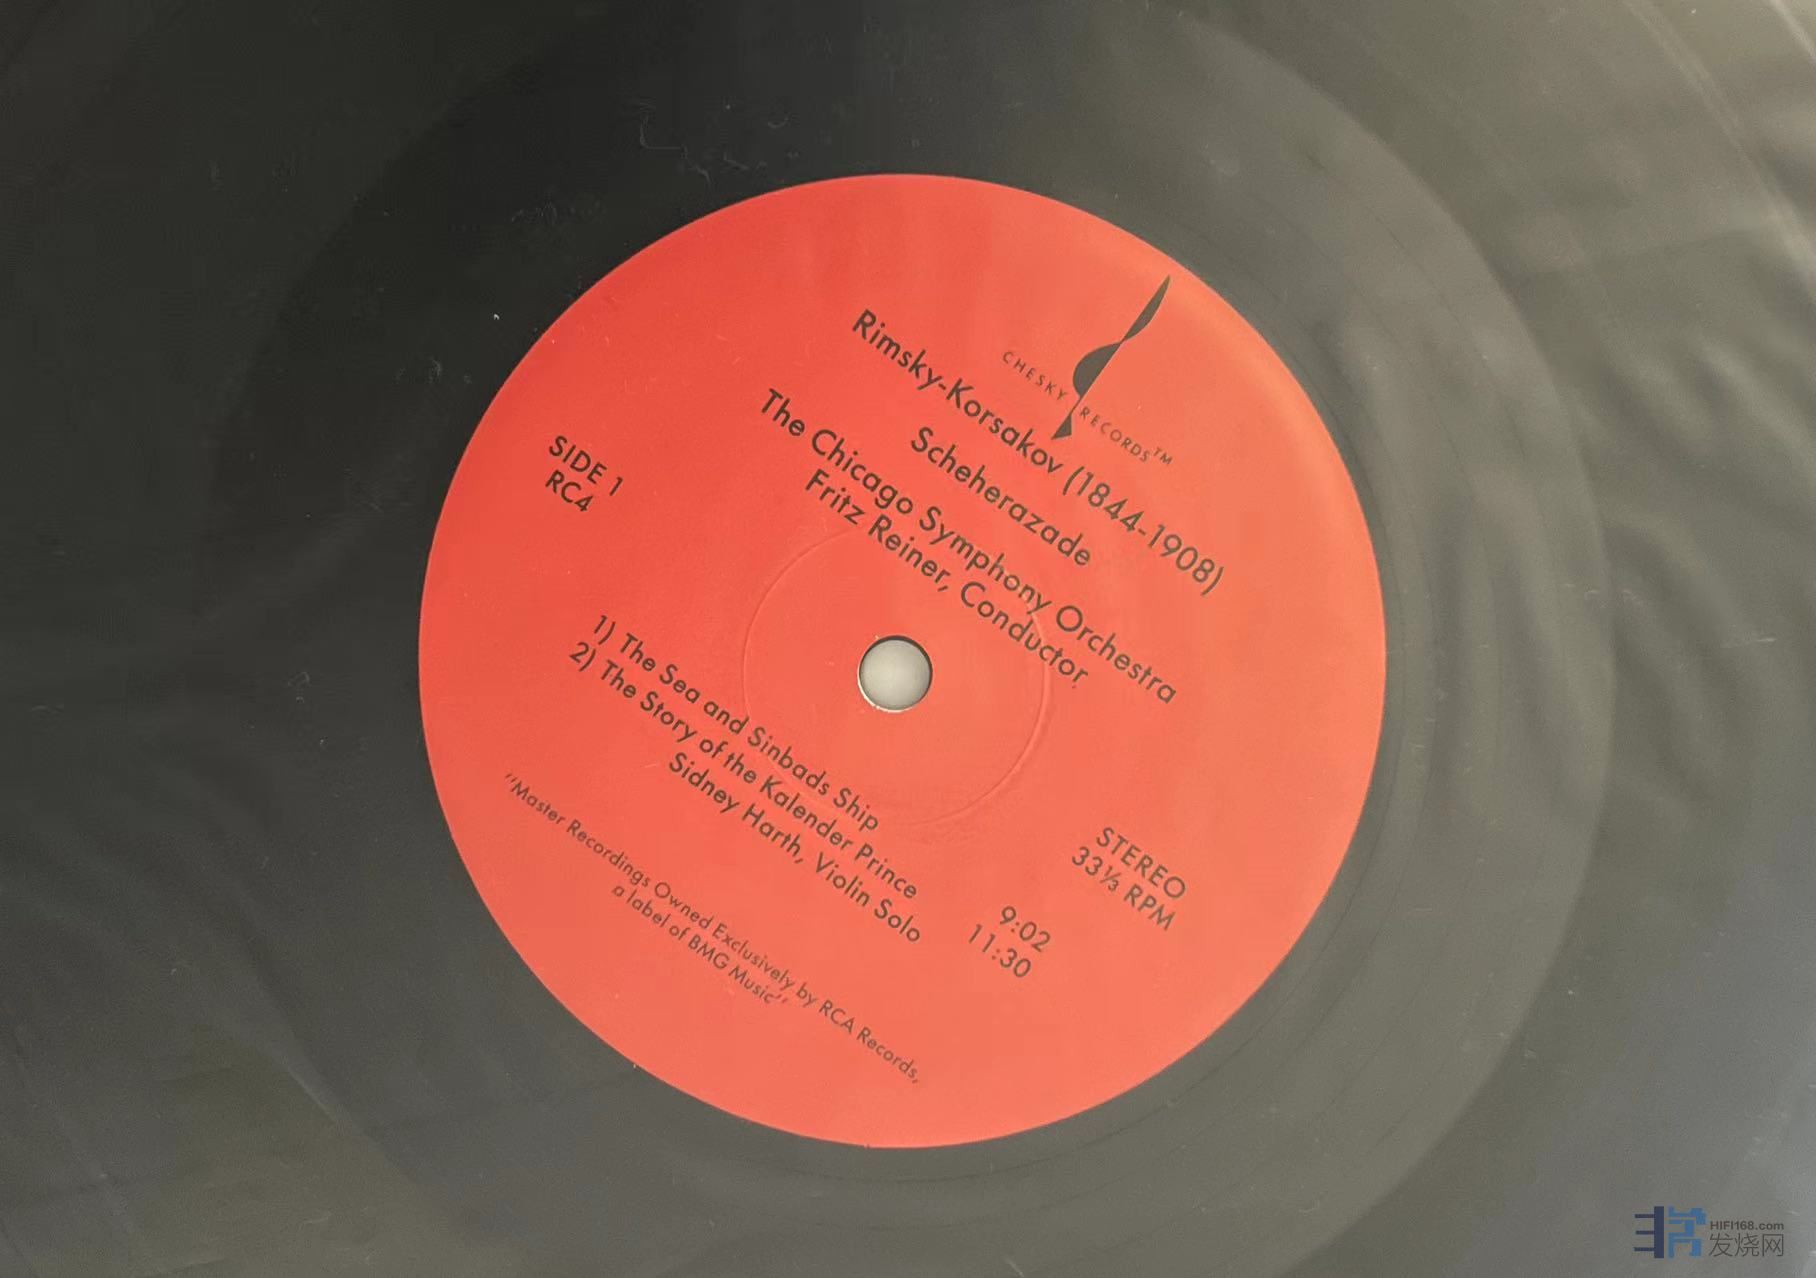 CHESKY RECORDS™
Rimsky-Korsakov (1844-1908)
Scheherazade
The Chicago Symphony Orchestra
Fritz Reiner, Conductor
SIDE 1
RC4
STEREO
33⅓ RPM
1) The Sea and Sinbads Ship 9:02
2) The Story of the Kalender Prince 11:30
Sidney Harth, Violin Solo
"Master Recordings Owned Exclusively by RCA Records,
a label of BMG Music"
HIFI168.com
发烧网